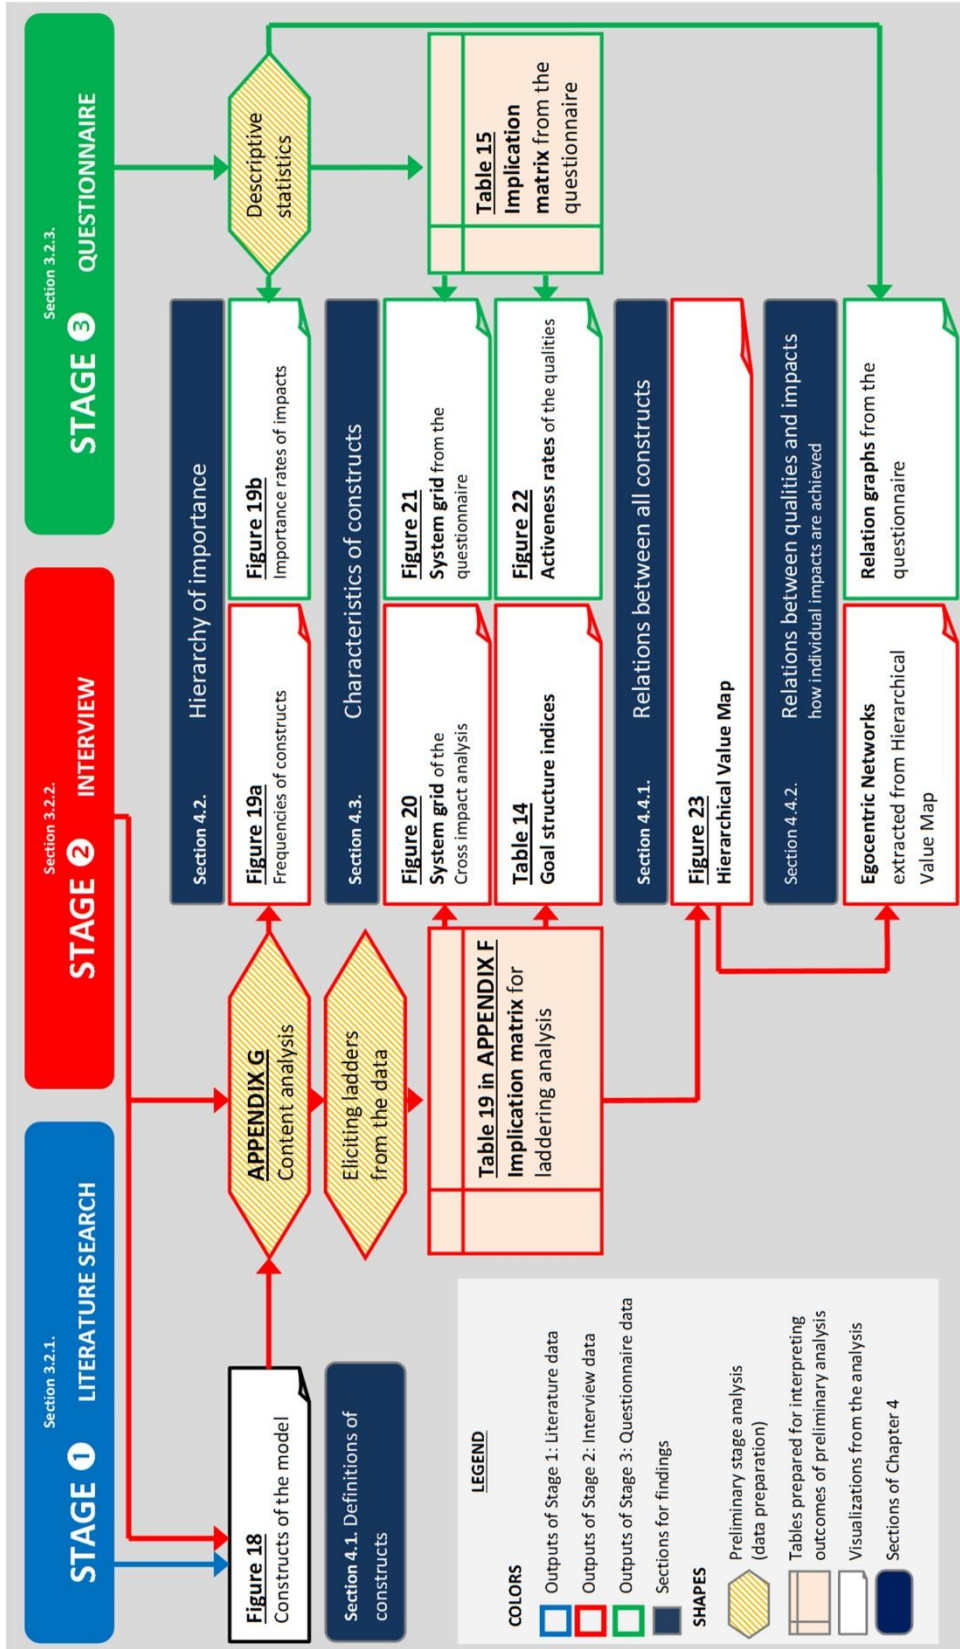 Section 3.2.1.
STAGE ❶ LITERATURE SEARCH
Section 3.2.2.
STAGE ❷ INTERVIEW
Section 3.2.3.
STAGE ❸ QUESTIONNAIRE
Figure 18
Constructs of the model
Section 4.1. Definitions of
constructs
APPENDIX G
Content analysis
Eliciting ladders
from the data
Table 19 in APPENDIX F
Implication matrix for
laddering analysis
Section 4.2. Hierarchy of importance
Figure 19a
Frequencies of constructs
Figure 19b
Importance rates of impacts
Descriptive
statistics
Section 4.3. Characteristics of constructs
Figure 20
System grid of the
Cross impact analysis
Figure 21
System grid from the
questionnaire
Table 14
Goal structure indices
Figure 22
Activeness rates of the qualities
Table 15
Implication
matrix from the
questionnaire
Section 4.4.1. Relations between all constructs
Figure 23
Hierarchical Value Map
Section 4.4.2. Relations between qualities and impacts
how individual impacts are achieved
Egocentric Networks
extracted from Hierarchical
Value Map
Relation graphs from the
questionnaire
LEGEND
COLORS
Outputs of Stage 1: Literature data
Outputs of Stage 2: Interview data
Outputs of Stage 3: Questionnaire data
Sections for findings
SHAPES
Preliminary stage analysis
(data preparation)
Tables prepared for interpreting
outcomes of preliminary analysis
Visualizations from the analysis
Sections of Chapter 4